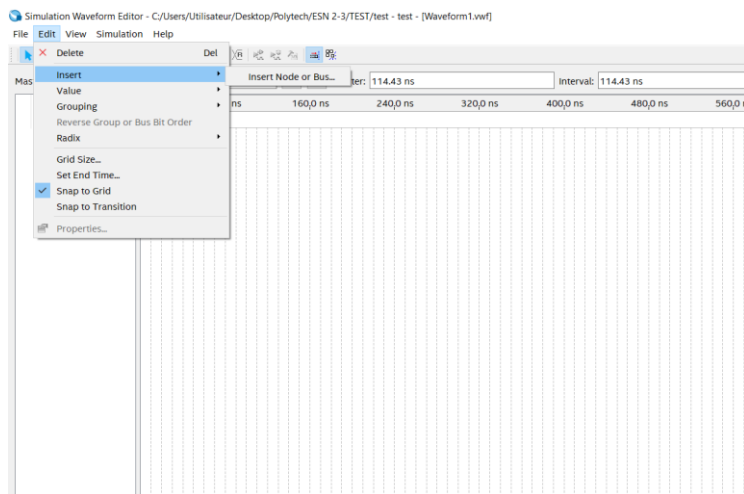 Simulation Waveform Editor - C:/Users/Utilisateur/Desktop/Polytech/ESN 2-3/TEST/test - test - [Waveform1.vwf]
File Edit View Simulation Help
Delete Del
Insert
Insert Node or Bus...
114.43 ns Interval: 114.43 ns
Value
Grouping
ns 160,0 ns 240,0 ns 320,0 ns 400,0 ns 480,0 ns 560,0
Reverse Group or Bus Bit Order
Radix
Grid Size...
Set End Time...
Snap to Grid
Snap to Transition
Properties...